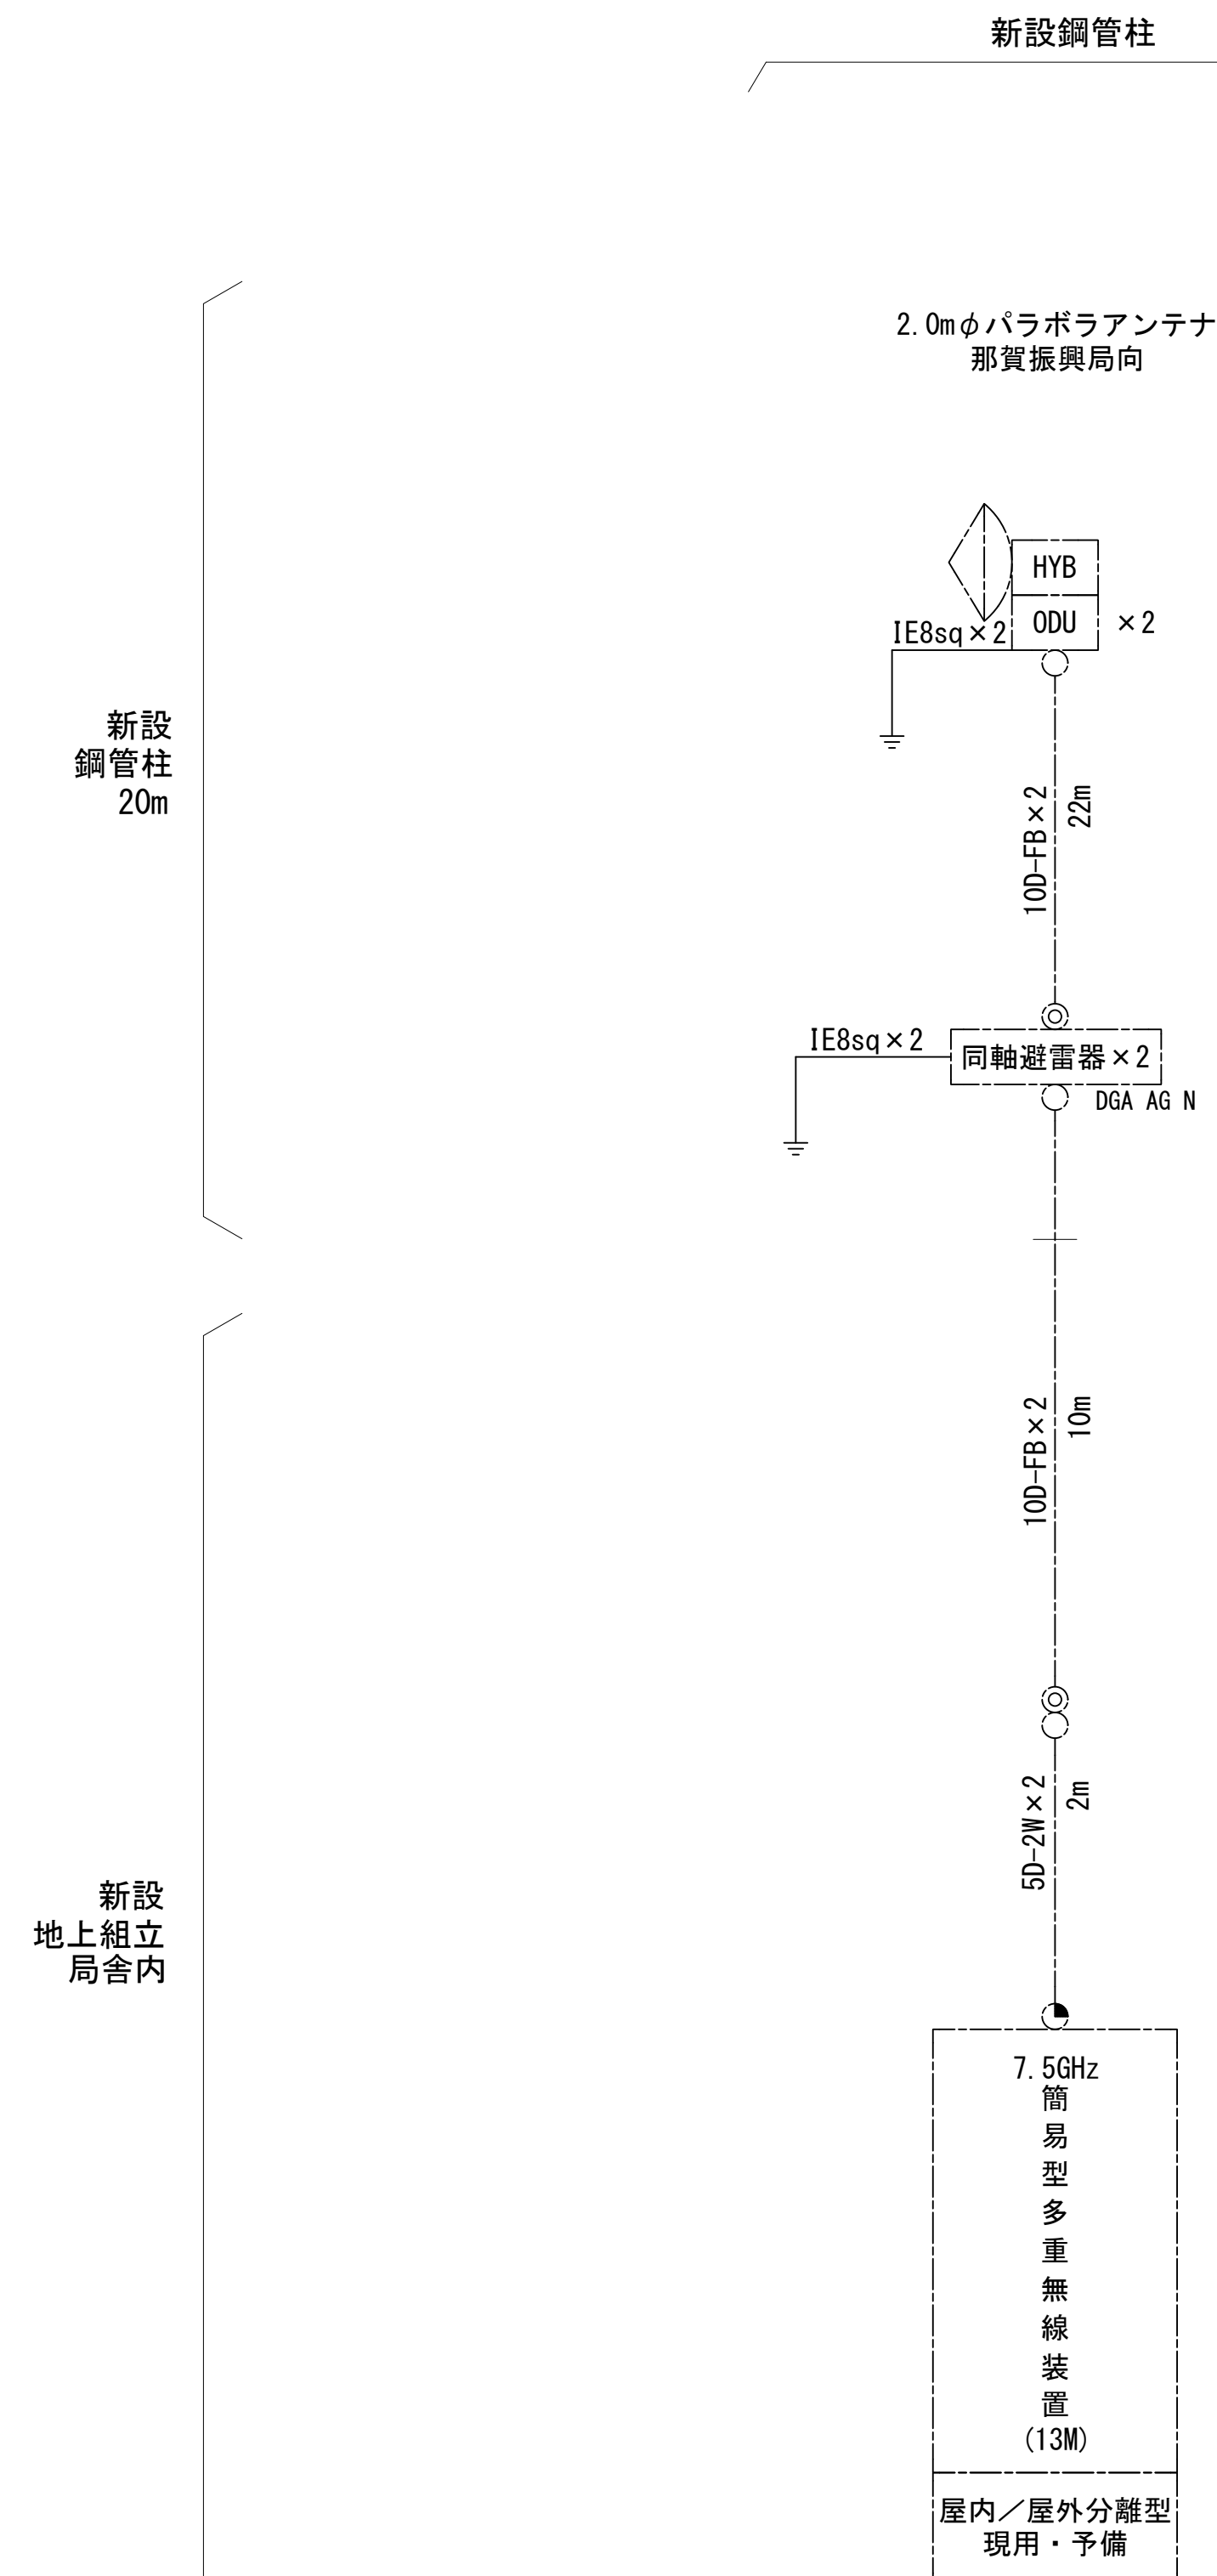 新設鋼管柱
2.0mφパラボラアンテナ
那賀振興局向
HYB
ODU
×2
IE8sq×2
新設
鋼管柱
20m
10D-FB×2
22m
IE8sq×2
同軸避雷器×2
DGA AG N
10D-FB×2
10m
5D-2W×2
2m
新設
地上組立
局舎内
7.5GHz
簡易型多重無線装置
(13M)
屋内／屋外分離型
現用・予備